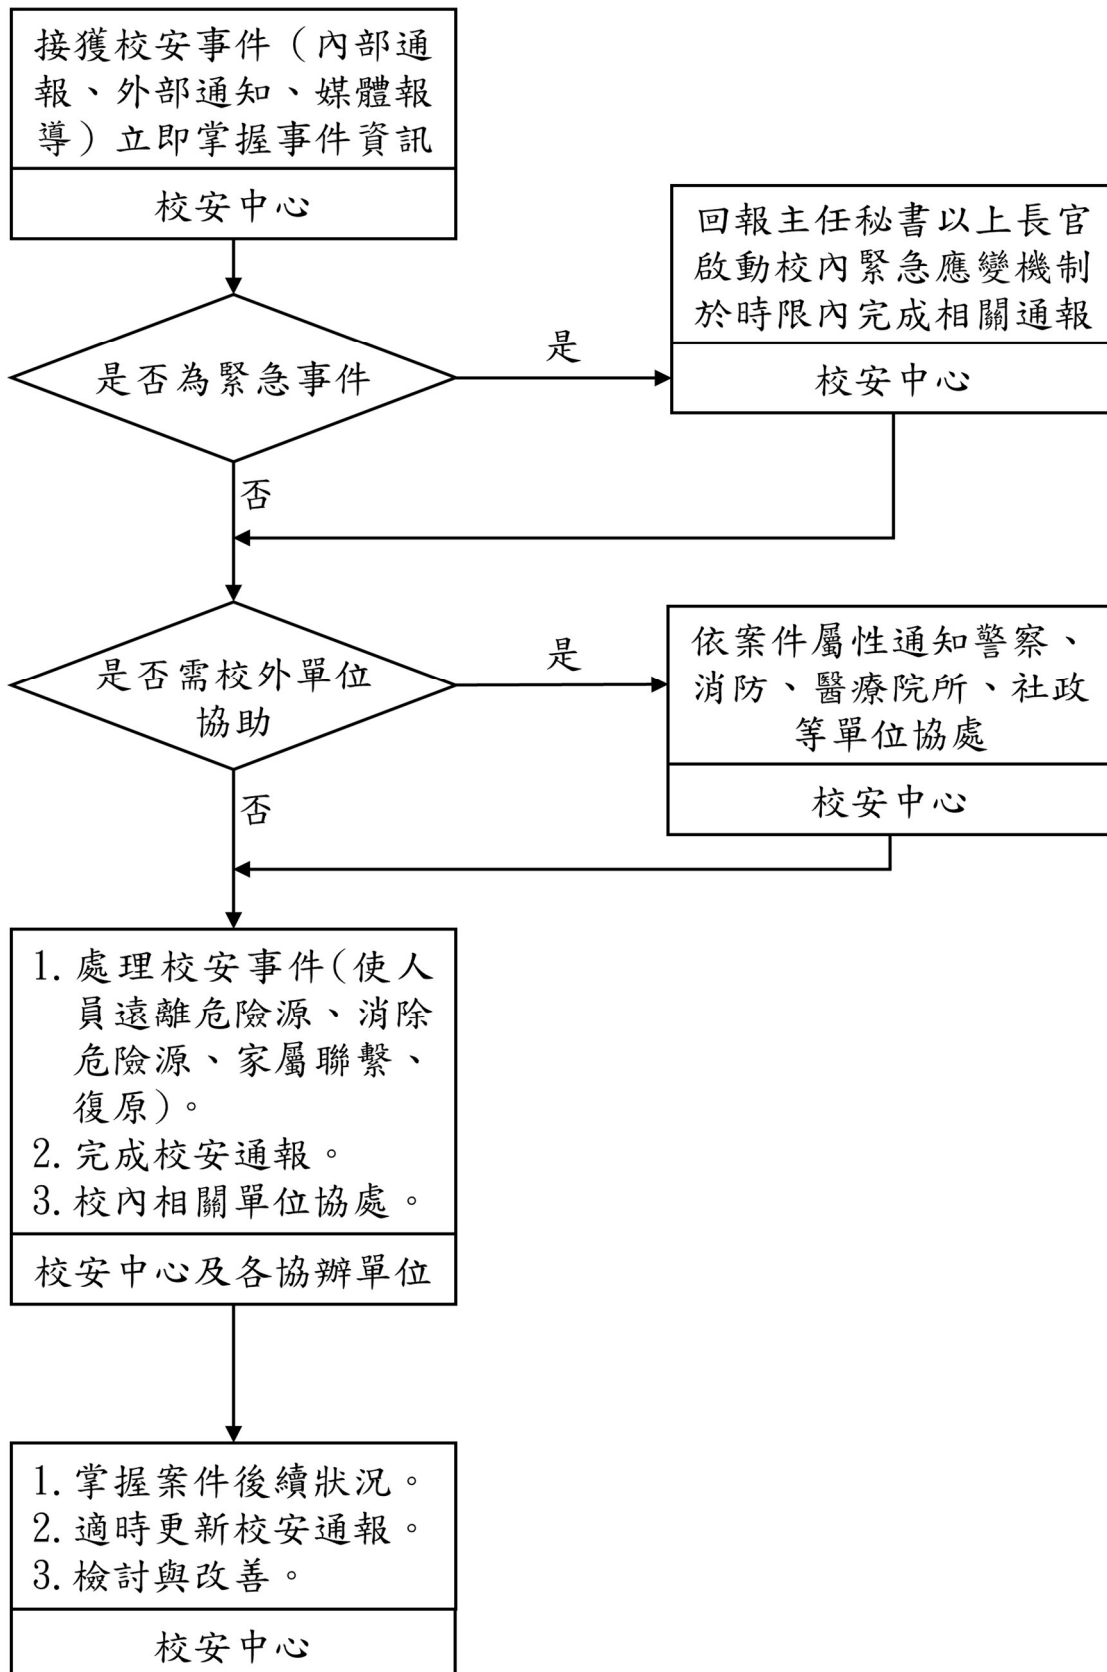 接獲校安事件（內部通
報、外部通知、媒體報
導）立即掌握事件資訊
校安中心
回報主任秘書以上長官
啟動校內緊急應變機制
於時限內完成相關通報
校安中心
是否為緊急事件
是
否
是否需校外單位
協助
是
依案件屬性通知警察、
消防、醫療院所、社政
等單位協處
校安中心
否
1. 處理校安事件(使人
員遠離危險源、消除
危險源、家屬聯繫、
復原)。
2. 完成校安通報。
3. 校內相關單位協處。
校安中心及各協辦單位
1. 掌握案件後續狀況。
2. 適時更新校安通報。
3. 檢討與改善。
校安中心